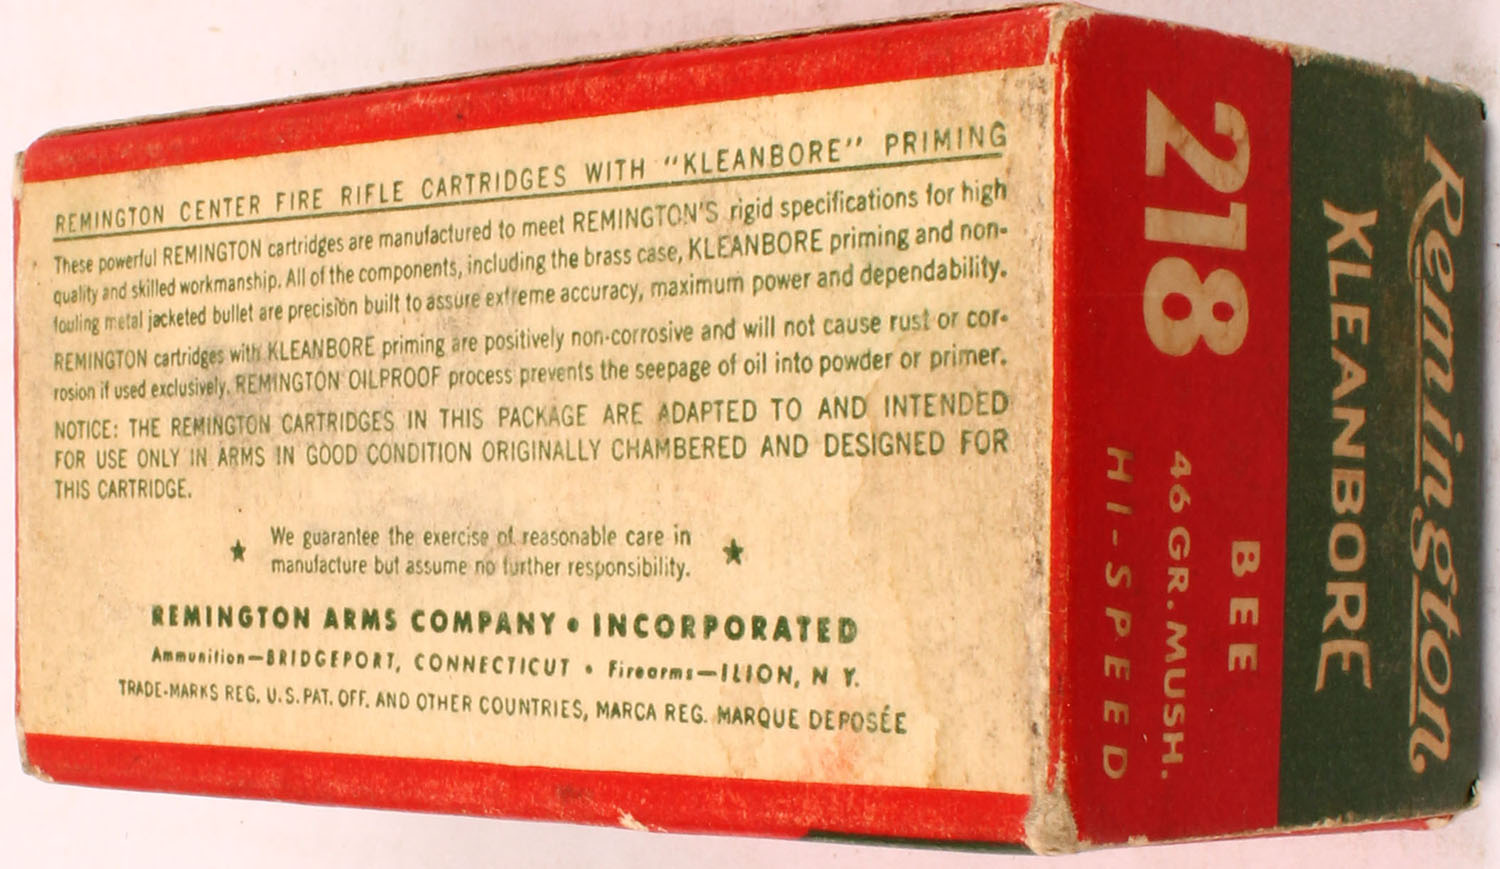 REMINGTON CENTER FIRE RIFLE CARTRIDGES WITH "KLEANBORE" PRIMING
These powerful REMINGTON cartridges are manufactured to meet REMINGTON'S rigid specifications for high
quality and skilled workmanship. All of the components, including the brass case, KLEANBORE priming and non-
fouling metal jacketed bullet are precision built to assure extreme accuracy, maximum power and dependability.
REMINGTON cartridges with KLEANBORE priming are positively non-corrosive and will not cause rust or cor-
rosion if used exclusively. REMINGTON OILPROOF process prevents the seepage of oil into powder or primer.
NOTICE: THE REMINGTON CARTRIDGES IN THIS PACKAGE ARE ADAPTED TO AND INTENDED
FOR USE ONLY IN ARMS IN GOOD CONDITION ORIGINALLY CHAMBERED AND DESIGNED FOR
THIS CARTRIDGE.
★ We guarantee the exercise of reasonable care in ★
manufacture but assume no further responsibility.
REMINGTON ARMS COMPANY • INCORPORATED
Ammunition—BRIDGEPORT, CONNECTICUT • Firearms—ILION, N Y.
TRADE-MARKS REG. U.S. PAT. OFF. AND OTHER COUNTRIES, MARCA REG. MARQUE DEPOSÉE
Remington
KLEANBORE
218 BEE
46 GR. MUSH.
HI-SPEED